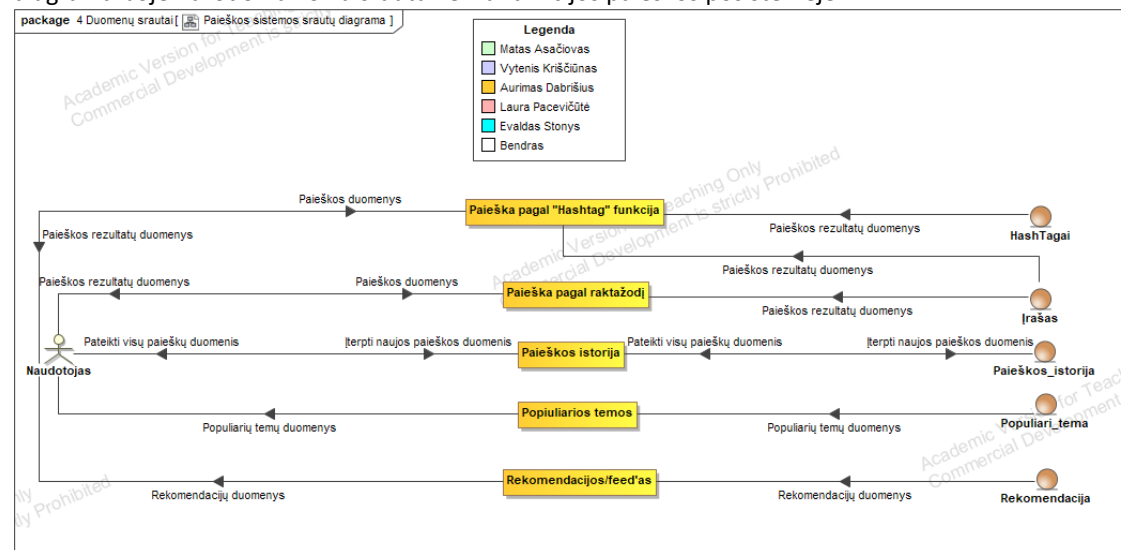 package 4 Duomenų srautai[ Paieškos sistemos srautų diagrama ]
Legenda
Matas Asačiovas
Vytenis Kriščiūnas
Aurimas Dabrišius
Laura Pacevičiūtė
Evaldas Stonys
Bendras
Academic Version for Teaching Only
Commercial Development is strictly Prohibited
Paieškos duomenys
Paieška pagal "Hashtag" funkcija
Paieškos rezultatų duomenys
HashTagai
Paieškos rezultatų duomenys
Paieškos rezultatų duomenys
Paieškos rezultatų duomenys
Paieškos duomenys
Paieška pagal raktažodį
Paieškos rezultatų duomenys
Įrašas
Pateikti visų paieškų duomenis
Įterpti naujos paieškos duomenis
Paieškos istorija
Pateikti visų paieškų duomenis
Įterpti naujos paieškos duomenis
Naudotojas
Paieškos_istorija
Populiarių temų duomenys
Popiuliarios temos
Populiarių temų duomenys
Populiari_tema
Rekomendacijų duomenys
Rekomendacijos/feed'as
Rekomendacijų duomenys
Rekomendacija